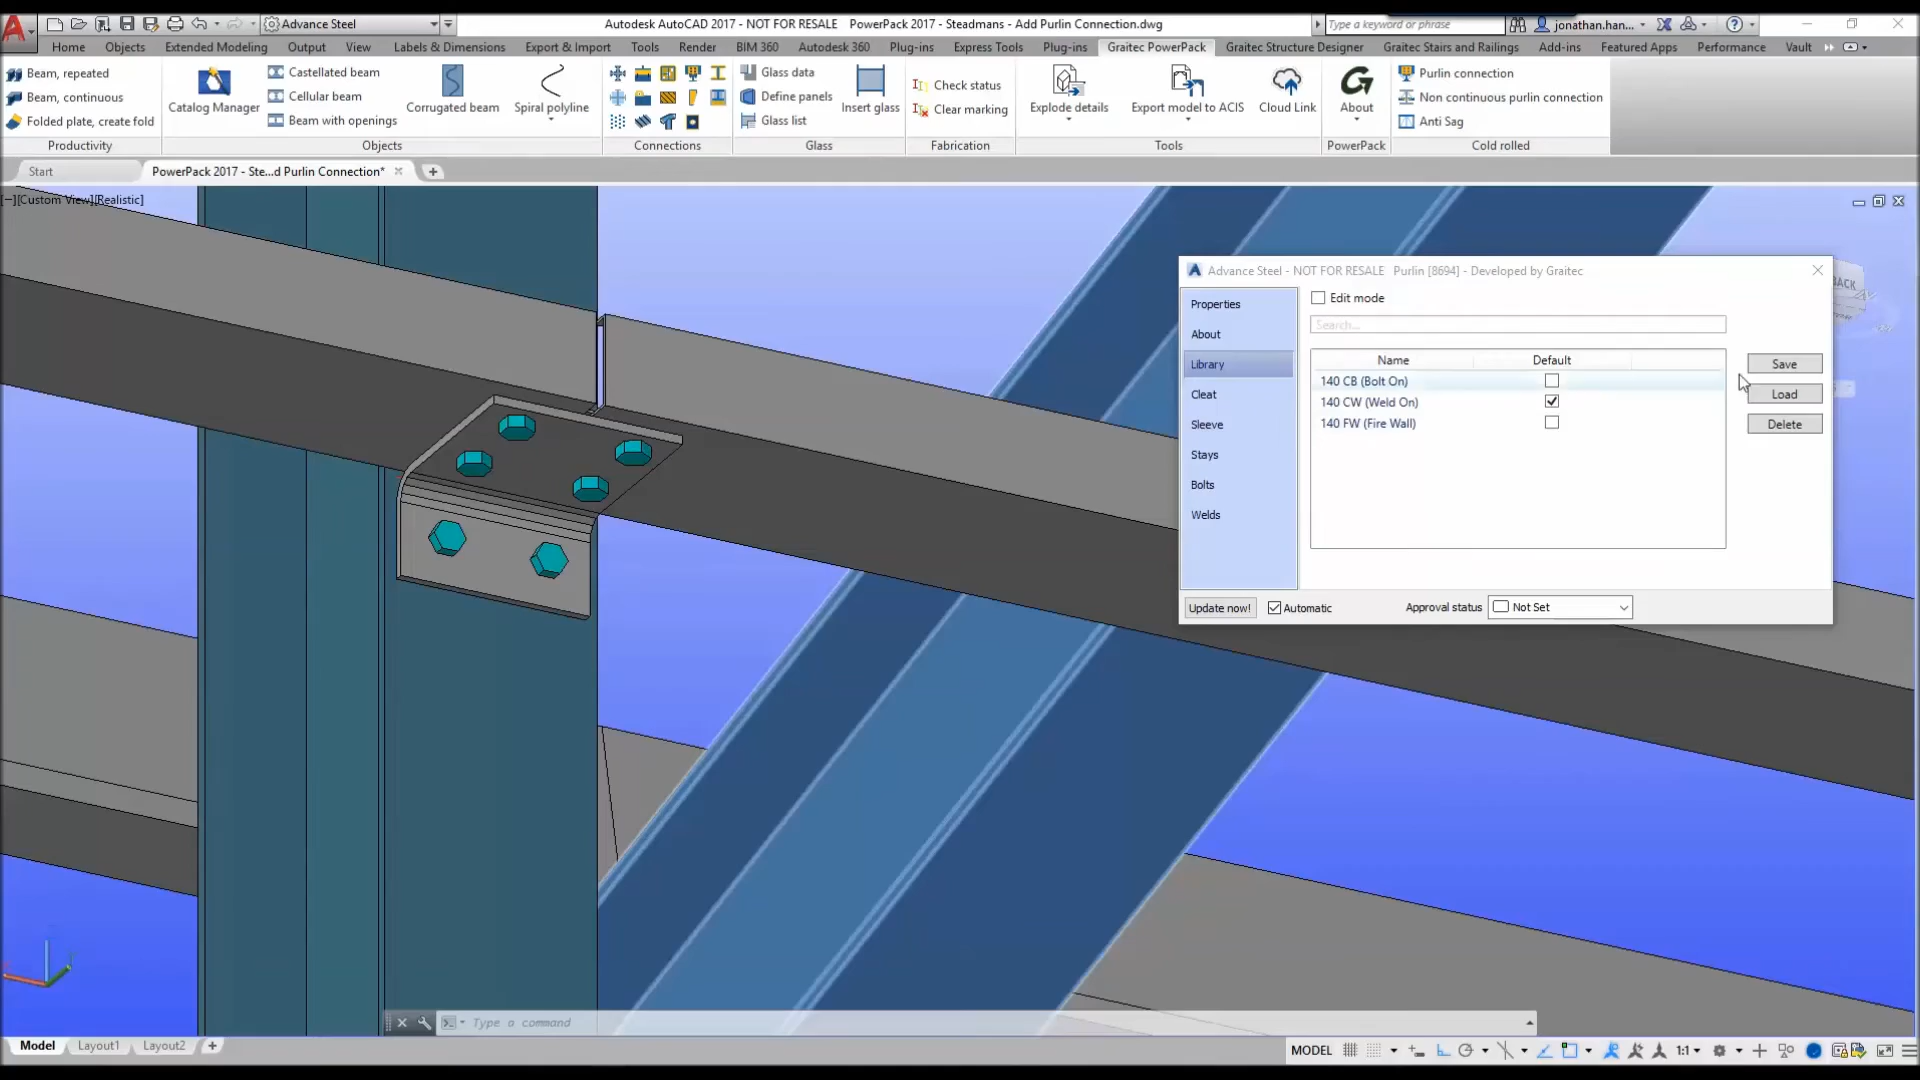 Advance Steel
Autodesk AutoCAD 2017 - NOT FOR RESALE PowerPack 2017 - Steadmans - Add Purlin Connection.dwg
Type a keyword or phrase
jonathan.han...
Home Objects Extended Modeling Output View Labels & Dimensions Export & Import Tools Render BIM 360 Autodesk 360 Plug-ins Express Tools Plug-ins Graitec PowerPack Graitec Structure Designer Graitec Stairs and Railings Add-ins Featured Apps Performance Vault
Beam, repeated
Beam, continuous
Folded plate, create fold
Productivity
Catalog Manager
Castellated beam
Cellular beam
Beam with openings
Corrugated beam
Spiral polyline
Objects
Connections
Glass data
Define panels
Glass list
Insert glass
Glass
Check status
Clear marking
Fabrication
Explode details
Export model to ACIS
Cloud Link
Tools
About
PowerPack
Purlin connection
Non continuous purlin connection
Anti Sag
Cold rolled
Start
PowerPack 2017 - Ste...d Purlin Connection*
[−][Custom View][Realistic]
BACK
Advance Steel - NOT FOR RESALE Purlin [8694] - Developed by Graitec
Properties
About
Library
Cleat
Sleeve
Stays
Bolts
Welds
Edit mode
Search...
Name Default
140 CB (Bolt On)
140 CW (Weld On)
140 FW (Fire Wall)
Save
Load
Delete
Update now!
Automatic
Approval status
Not Set
Type a command
Model Layout1 Layout2
MODEL
1:1